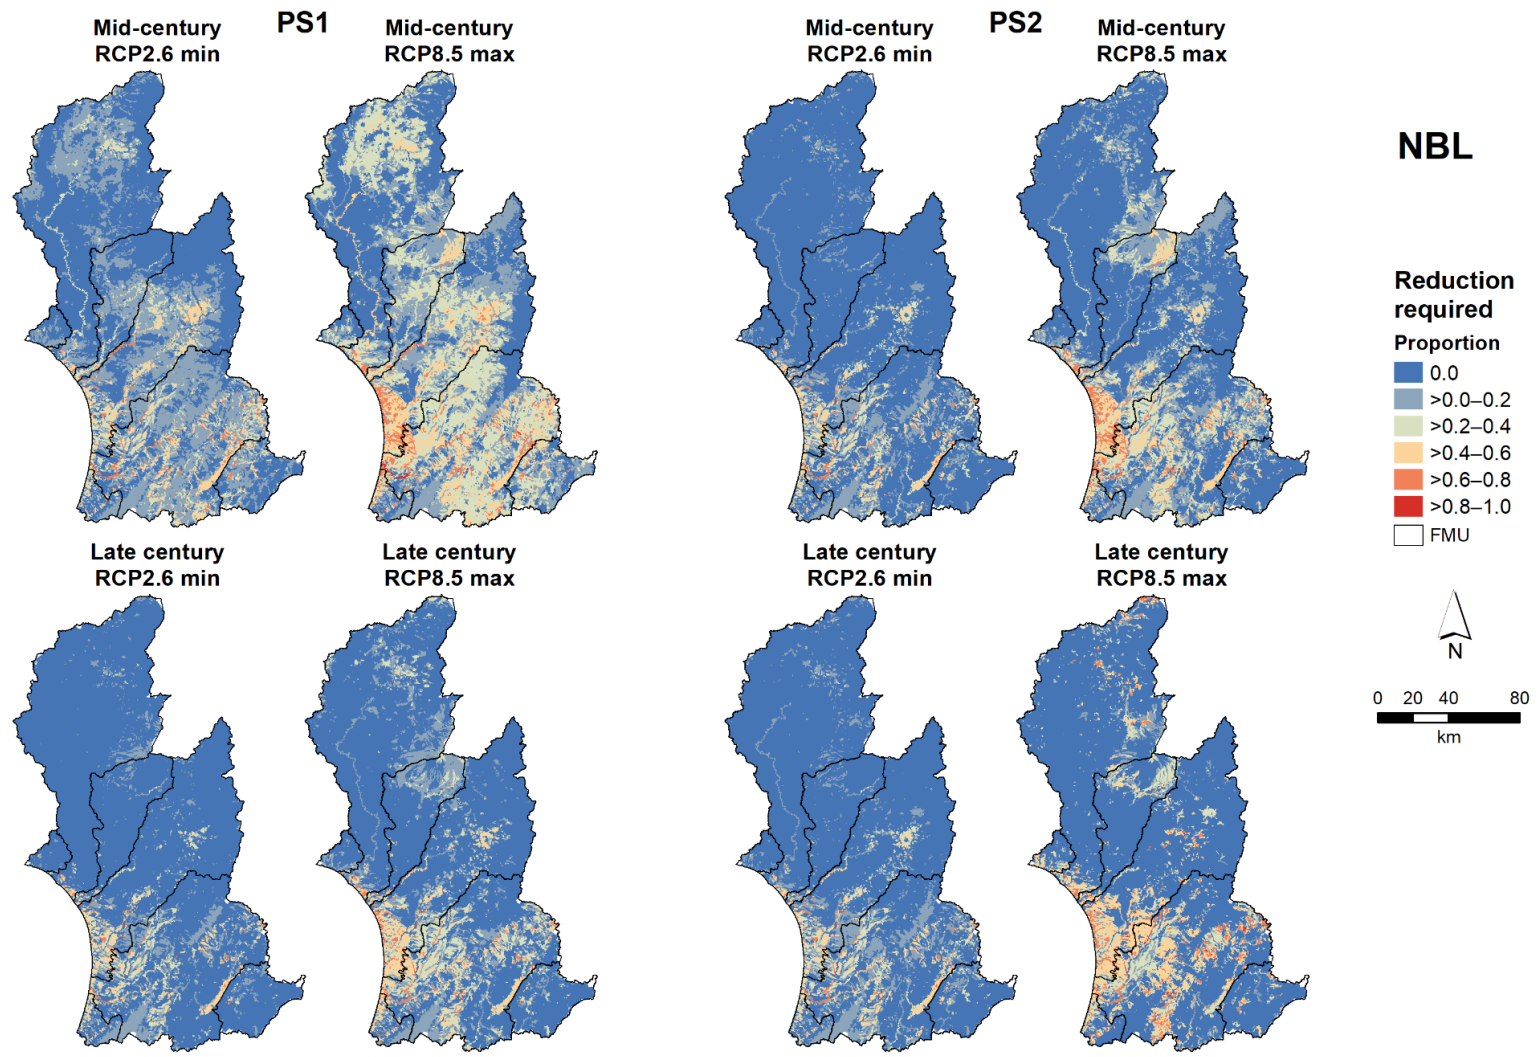 PS1
PS2
Mid-century
RCP2.6 min
Mid-century
RCP8.5 max
Mid-century
RCP2.6 min
Mid-century
RCP8.5 max
NBL
Reduction
required
Proportion
0.0
>0.0–0.2
>0.2–0.4
>0.4–0.6
>0.6–0.8
>0.8–1.0
FMU
Late century
RCP2.6 min
Late century
RCP8.5 max
Late century
RCP2.6 min
Late century
RCP8.5 max
N
0 20 40 80
km